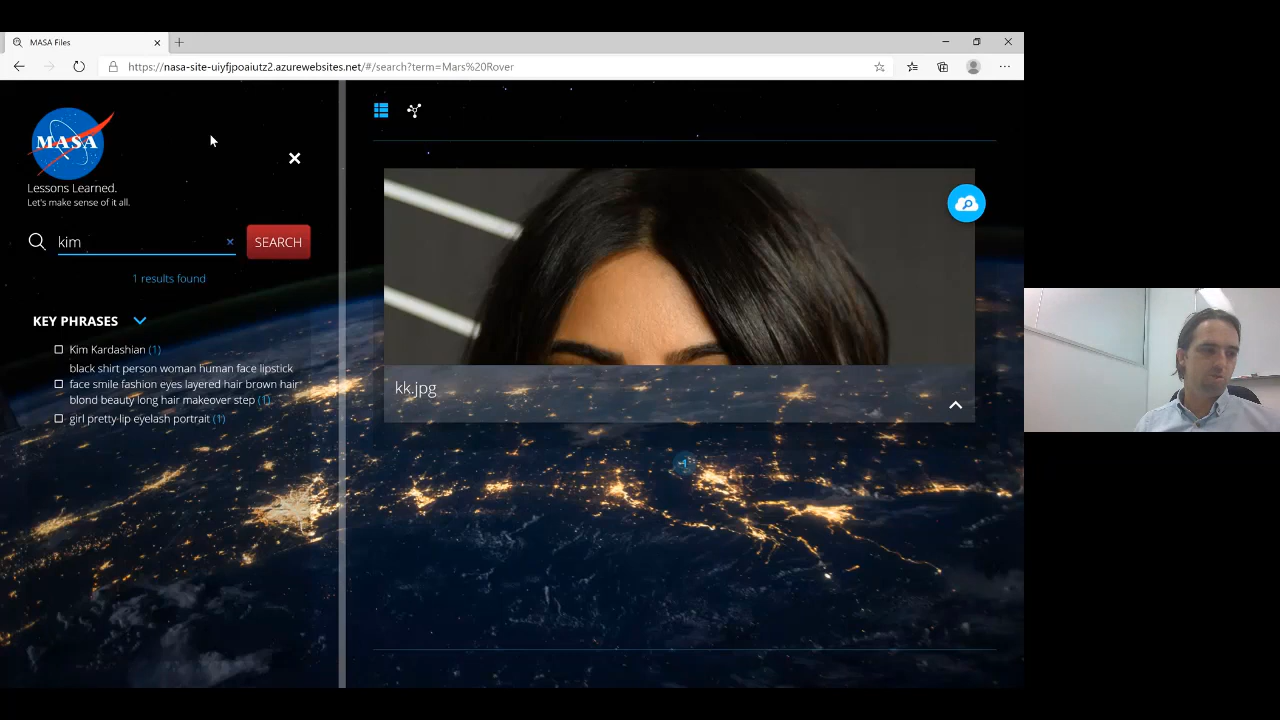 MASA Files
https://nasa-site-uiyfjpoaiutz2.azurewebsites.net/#/search?term=Mars%20Rover
MASA
Lessons Learned.
Let's make sense of it all.
kim
SEARCH
1 results found
KEY PHRASES
Kim Kardashian (1)
black shirt person woman human face lipstick
face smile fashion eyes layered hair brown hair
blond beauty long hair makeover step (1)
girl pretty lip eyelash portrait (1)
kk.jpg
1